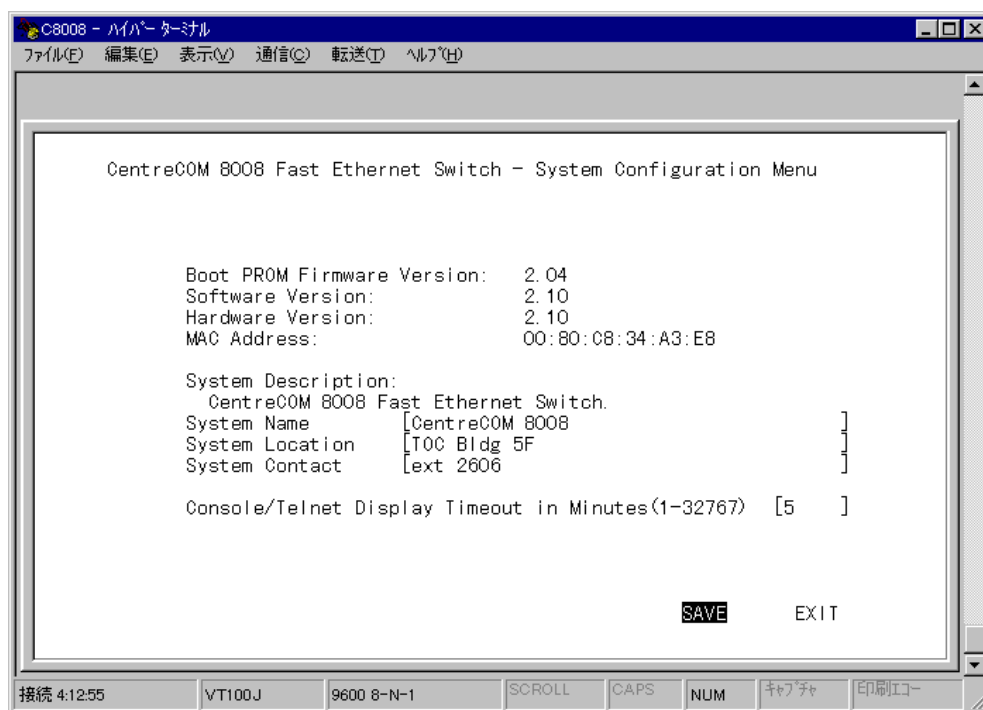 C8008 - ﾊｲﾊﾟｰ ﾀｰﾐﾅﾙ
ﾌｧｲﾙ(F) 編集(E) 表示(V) 通信(C) 転送(T) ﾍﾙﾌﾟ(H)
CentreCOM 8008 Fast Ethernet Switch - System Configuration Menu
Boot PROM Firmware Version: 2.04
Software Version: 2.10
Hardware Version: 2.10
MAC Address: 00:80:C8:34:A3:E8
System Description:
CentreCOM 8008 Fast Ethernet Switch.
System Name [CentreCOM 8008 ]
System Location [TOC Bldg 5F ]
System Contact [ext 2606 ]
Console/Telnet Display Timeout in Minutes(1-32767) [5 ]
SAVE EXIT
接続 4:12:55 VT100J 9600 8-N-1 SCROLL CAPS NUM ｷｬﾌﾟﾁｬ 印刷ｴｺｰ